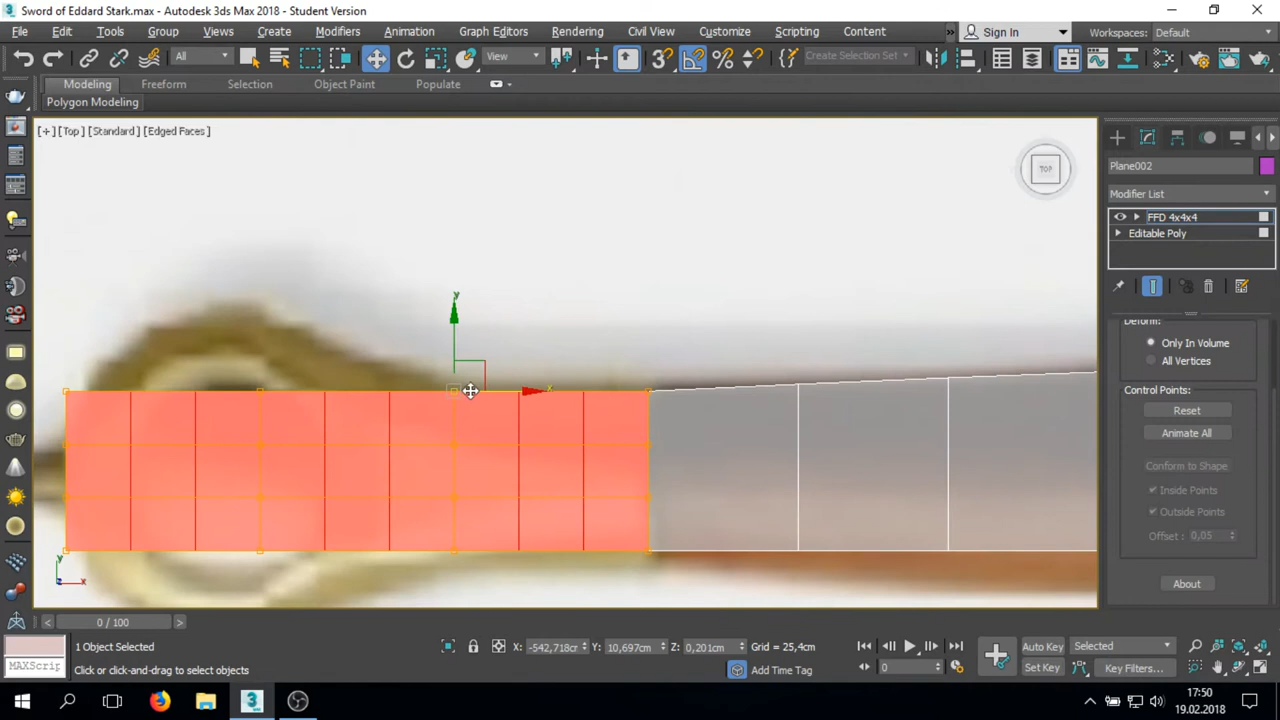 Sword of Eddard Stark.max - Autodesk 3ds Max 2018 - Student Version
File Edit Tools Group Views Create Modifiers Animation Graph Editors Rendering Civil View Customize Scripting Content » Sign In Workspaces: Default
All View Create Selection Set
Modeling Freeform Selection Object Paint Populate
Polygon Modeling
[+] [Top] [Standard] [Edged Faces]
TOP
Plane002
Modifier List
FFD 4x4x4
Editable Poly
Deform:
Only In Volume
All Vertices
Control Points:
Reset
Animate All
Conform to Shape
Inside Points
Outside Points
Offset : 0,05
About
y
x
y
z x
< 0 / 100 >
1 Object Selected X: -542,718cm Y: 10,697cm Z: 0,201cm Grid = 25,4cm Auto Key Selected
MAXScrip Click or click-and-drag to select objects Add Time Tag 0 Set Key Key Filters...
17:50
19.02.2018